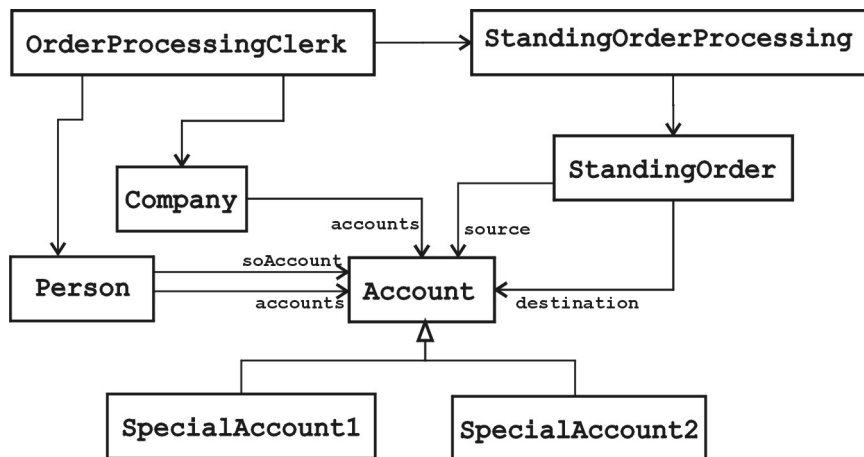 OrderProcessingClerk
StandingOrderProcessing
StandingOrder
Company
accounts
source
soAccount
Person
Account
accounts
destination
SpecialAccount1
SpecialAccount2